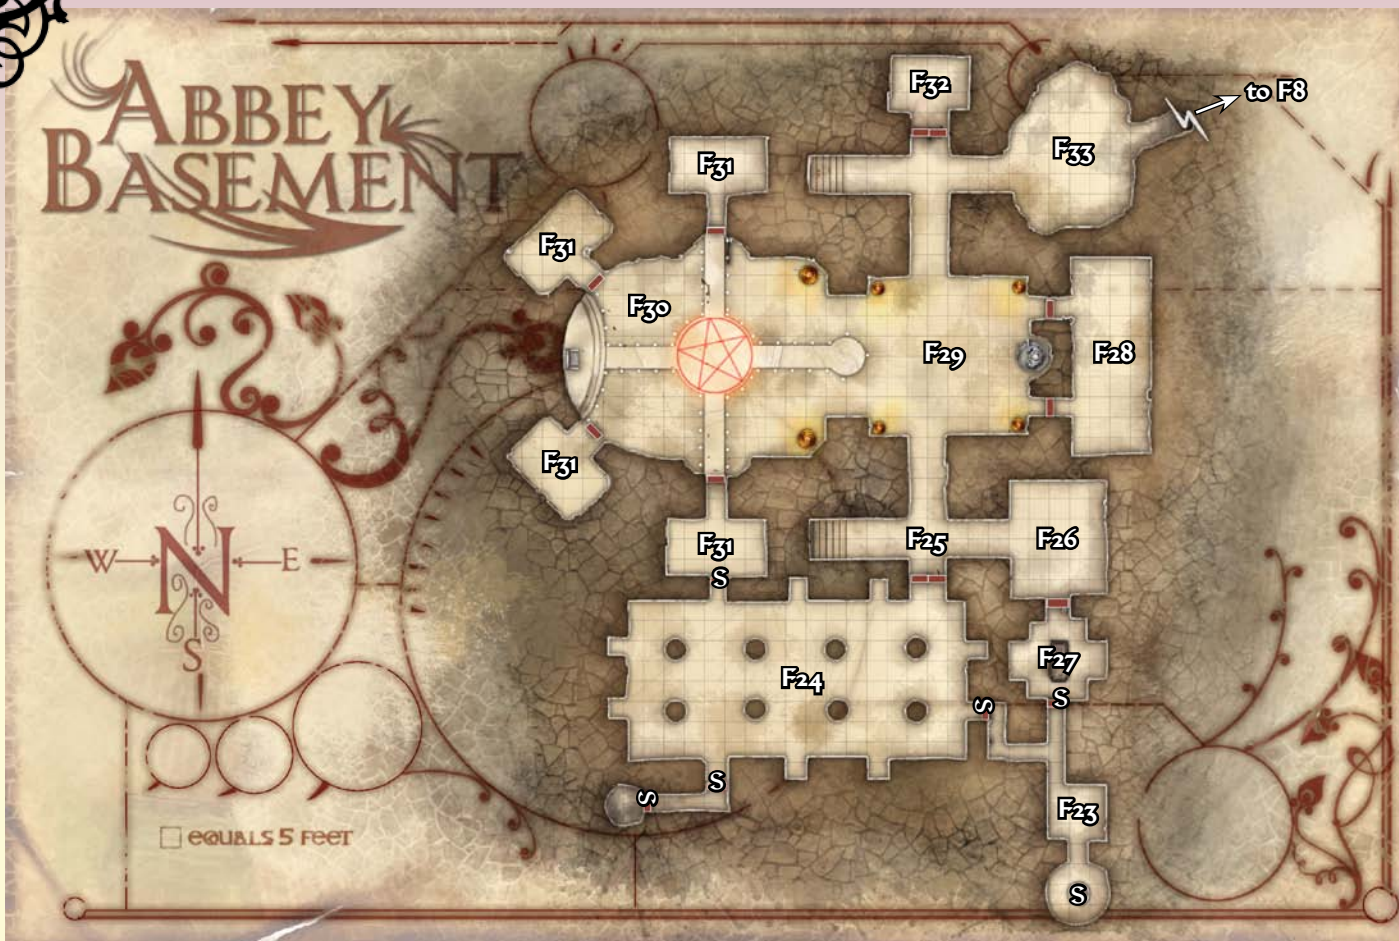 Abbey
Basement
F32
to F8
F33
F31
F31
F30
F29
F28
F31
F31
S
F25
F26
N
W
E
S
F27
S
F24
S
S
S
F23
S
equals 5 feet